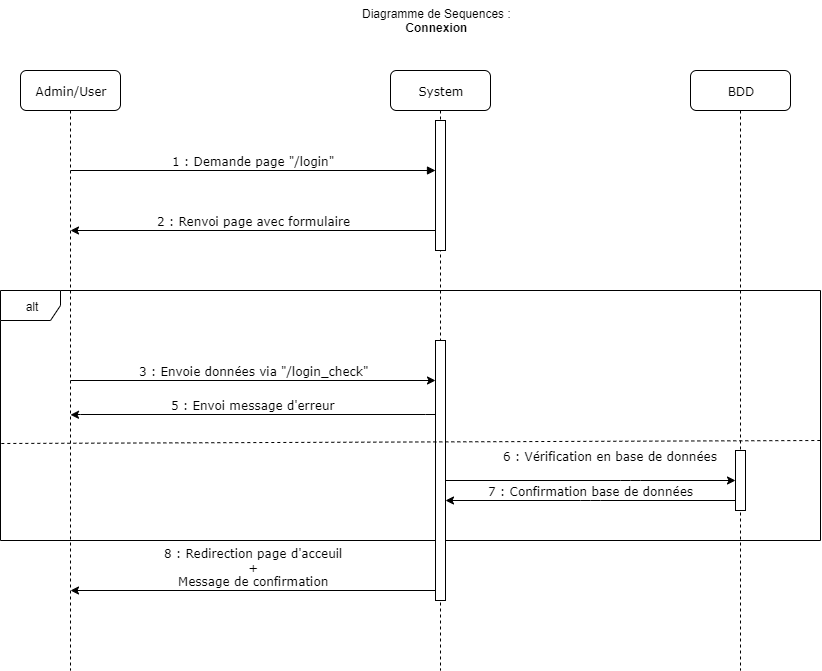 Diagramme de Sequences :
Connexion
Admin/User
System
BDD
1 : Demande page "/login"
2 : Renvoi page avec formulaire
alt
3 : Envoie données via "/login_check"
5 : Envoi message d'erreur
6 : Vérification en base de données
7 : Confirmation base de données
8 : Redirection page d'acceuil
+
Message de confirmation